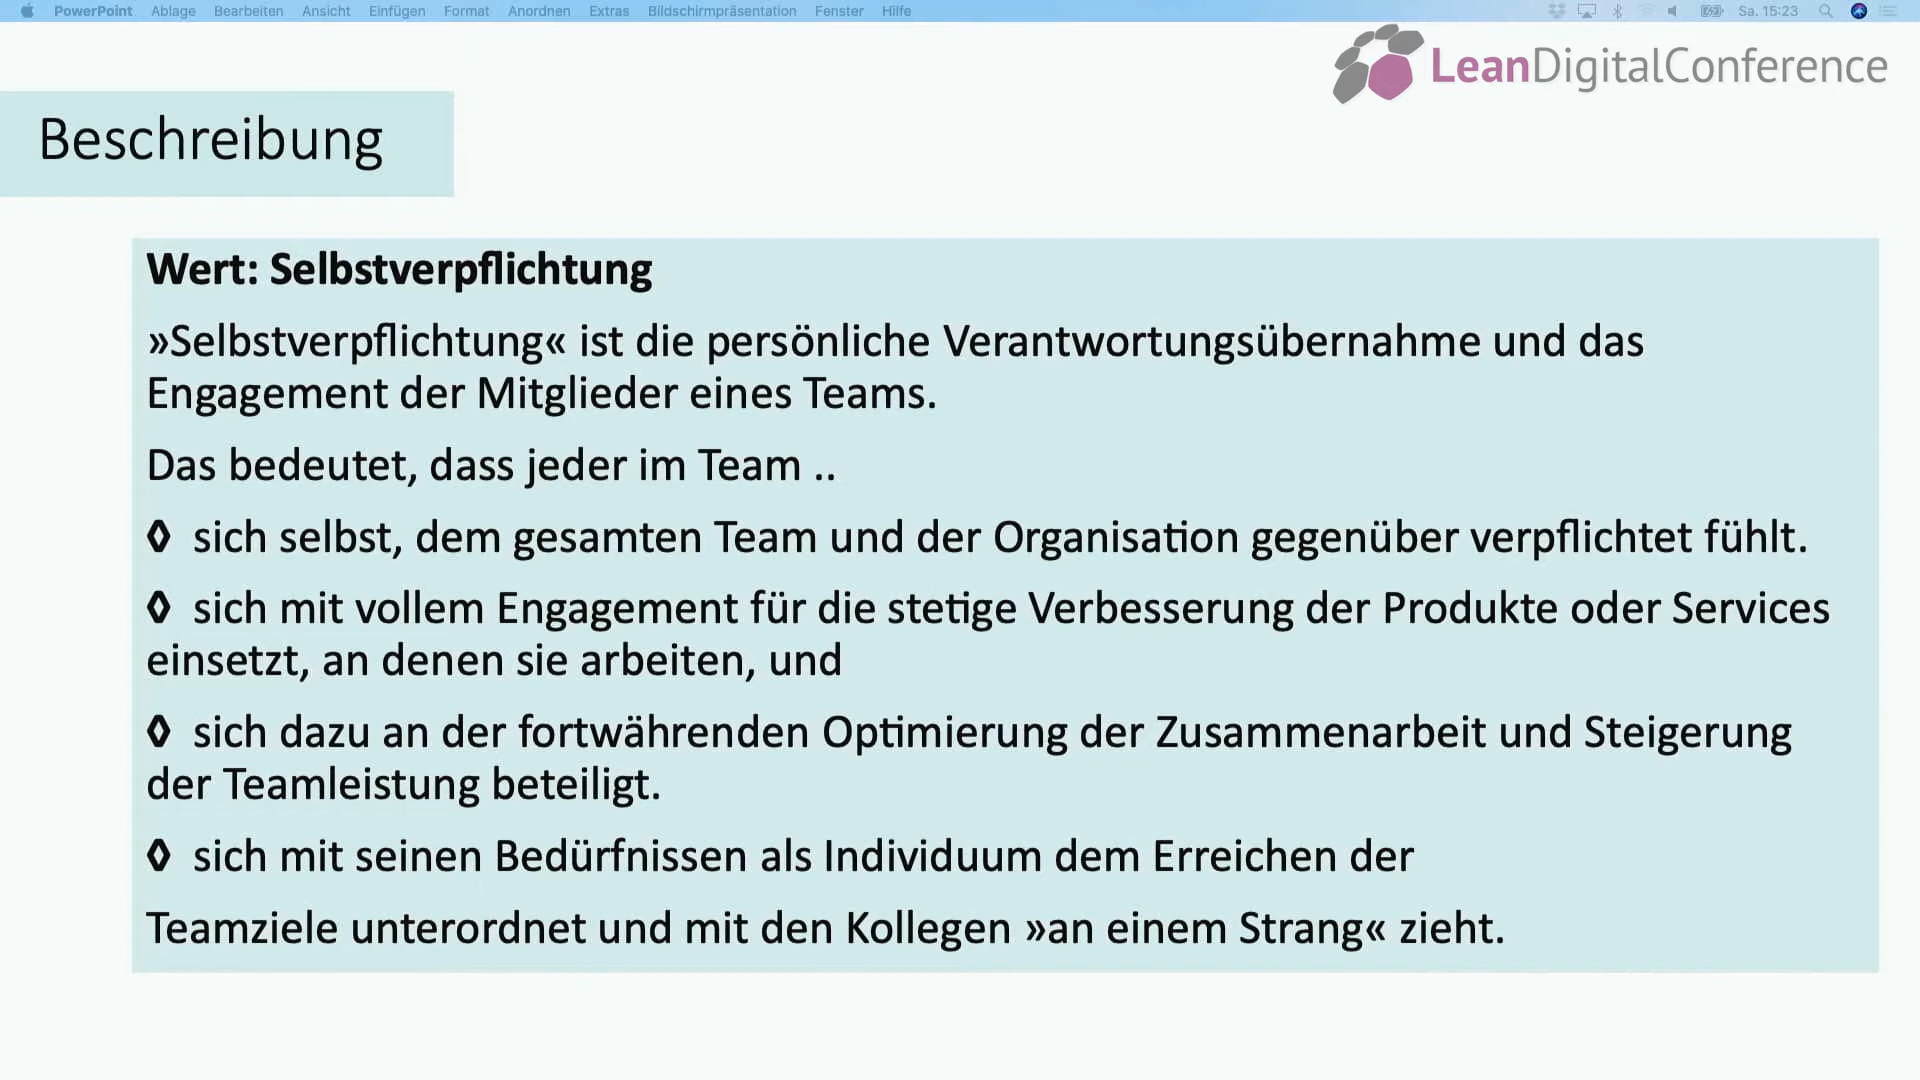 PowerPoint Ablage Bearbeiten Ansicht Einfügen Format Anordnen Extras Bildschirmpräsentation Fenster Hilfe Sa. 15:23
LeanDigitalConference
Beschreibung
Wert: Selbstverpflichtung
»Selbstverpflichtung« ist die persönliche Verantwortungsübernahme und das
Engagement der Mitglieder eines Teams.
Das bedeutet, dass jeder im Team ..
◊ sich selbst, dem gesamten Team und der Organisation gegenüber verpflichtet fühlt.
◊ sich mit vollem Engagement für die stetige Verbesserung der Produkte oder Services
einsetzt, an denen sie arbeiten, und
◊ sich dazu an der fortwährenden Optimierung der Zusammenarbeit und Steigerung
der Teamleistung beteiligt.
◊ sich mit seinen Bedürfnissen als Individuum dem Erreichen der
Teamziele unterordnet und mit den Kollegen »an einem Strang« zieht.